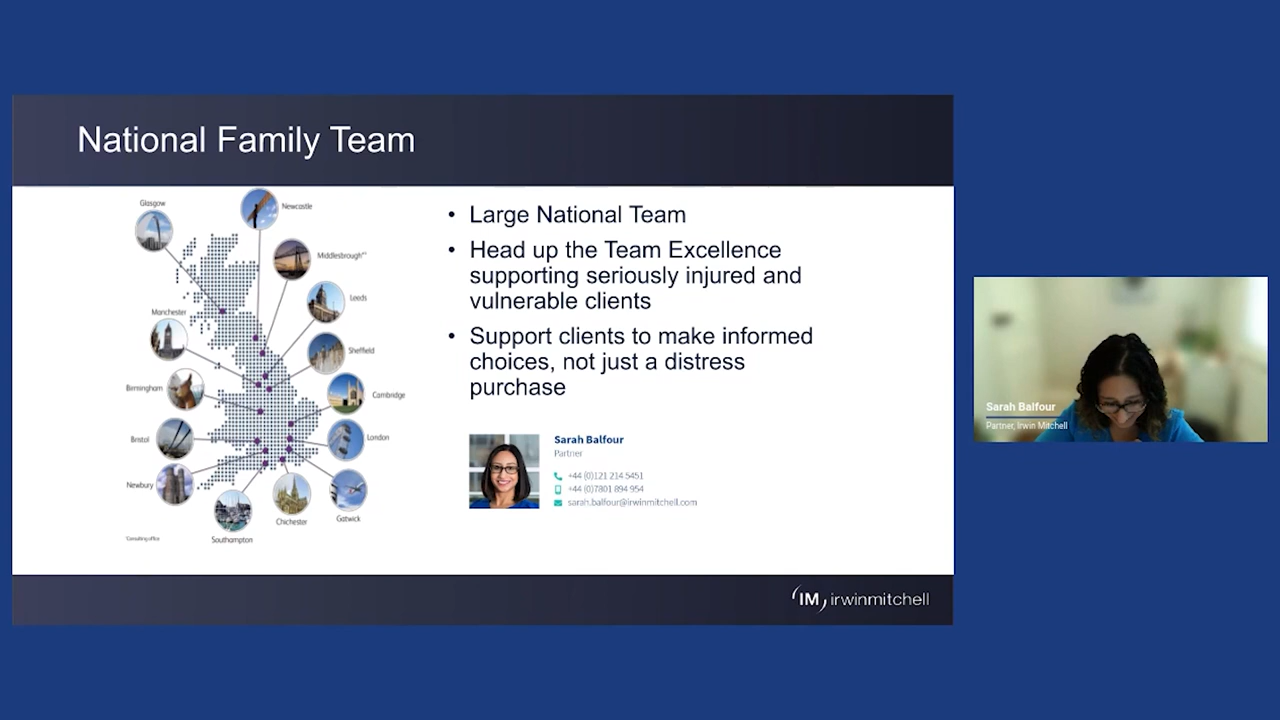 National Family Team
Glasgow
Newcastle
Middlesbrough
Leeds
Manchester
Sheffield
Birmingham
Cambridge
Bristol
London
Newbury
Gatwick
Chichester
Southampton
*Consulting office
• Large National Team
• Head up the Team Excellence
supporting seriously injured and
vulnerable clients
• Support clients to make informed
choices, not just a distress
purchase
Sarah Balfour
Partner
+44 (0)121 214 5451
+44 (0)7801 894 954
sarah.balfour@irwinmitchell.com
IM irwinmitchell
Sarah Balfour
Partner, Irwin Mitchell